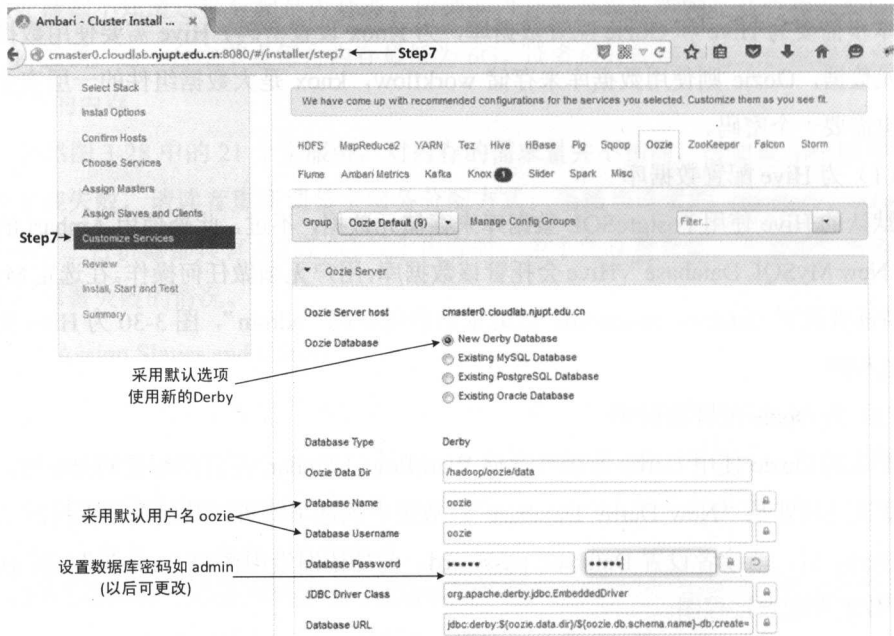 Ambari - Cluster Install ... ×
cmaster0.cloudlab.njupt.edu.cn:8080/#/installer/step7
Step7
Select Stack
Install Options
Confirm Hosts
Choose Services
Assign Masters
Assign Slaves and Clients
Step7
Customize Services
Review
Install, Start and Test
Summary
We have come up with recommended configurations for the services you selected. Customize them as you see fit.
HDFS MapReduce2 YARN Tez Hive HBase Pig Sqoop Oozie ZooKeeper Falcon Storm
Flume Ambari Metrics Kafka Knox 1 Slider Spark Misc
Group Oozie Default (9) Manage Config Groups Filter...
Oozie Server
Oozie Server host cmaster0.cloudlab.njupt.edu.cn
Oozie Database New Derby Database
Existing MySQL Database
Existing PostgreSQL Database
Existing Oracle Database
采用默认选项
使用新的Derby
Database Type Derby
Oozie Data Dir /hadoop/oozie/data
Database Name oozie
采用默认用户名 oozie
Database Username oozie
Database Password ●●●●● ●●●●●
设置数据库密码如 admin
(以后可更改)
JDBC Driver Class org.apache.derby.jdbc.EmbeddedDriver
Database URL jdbc:derby:${oozie.data.dir}/${oozie.db.schema.name}-db;create=